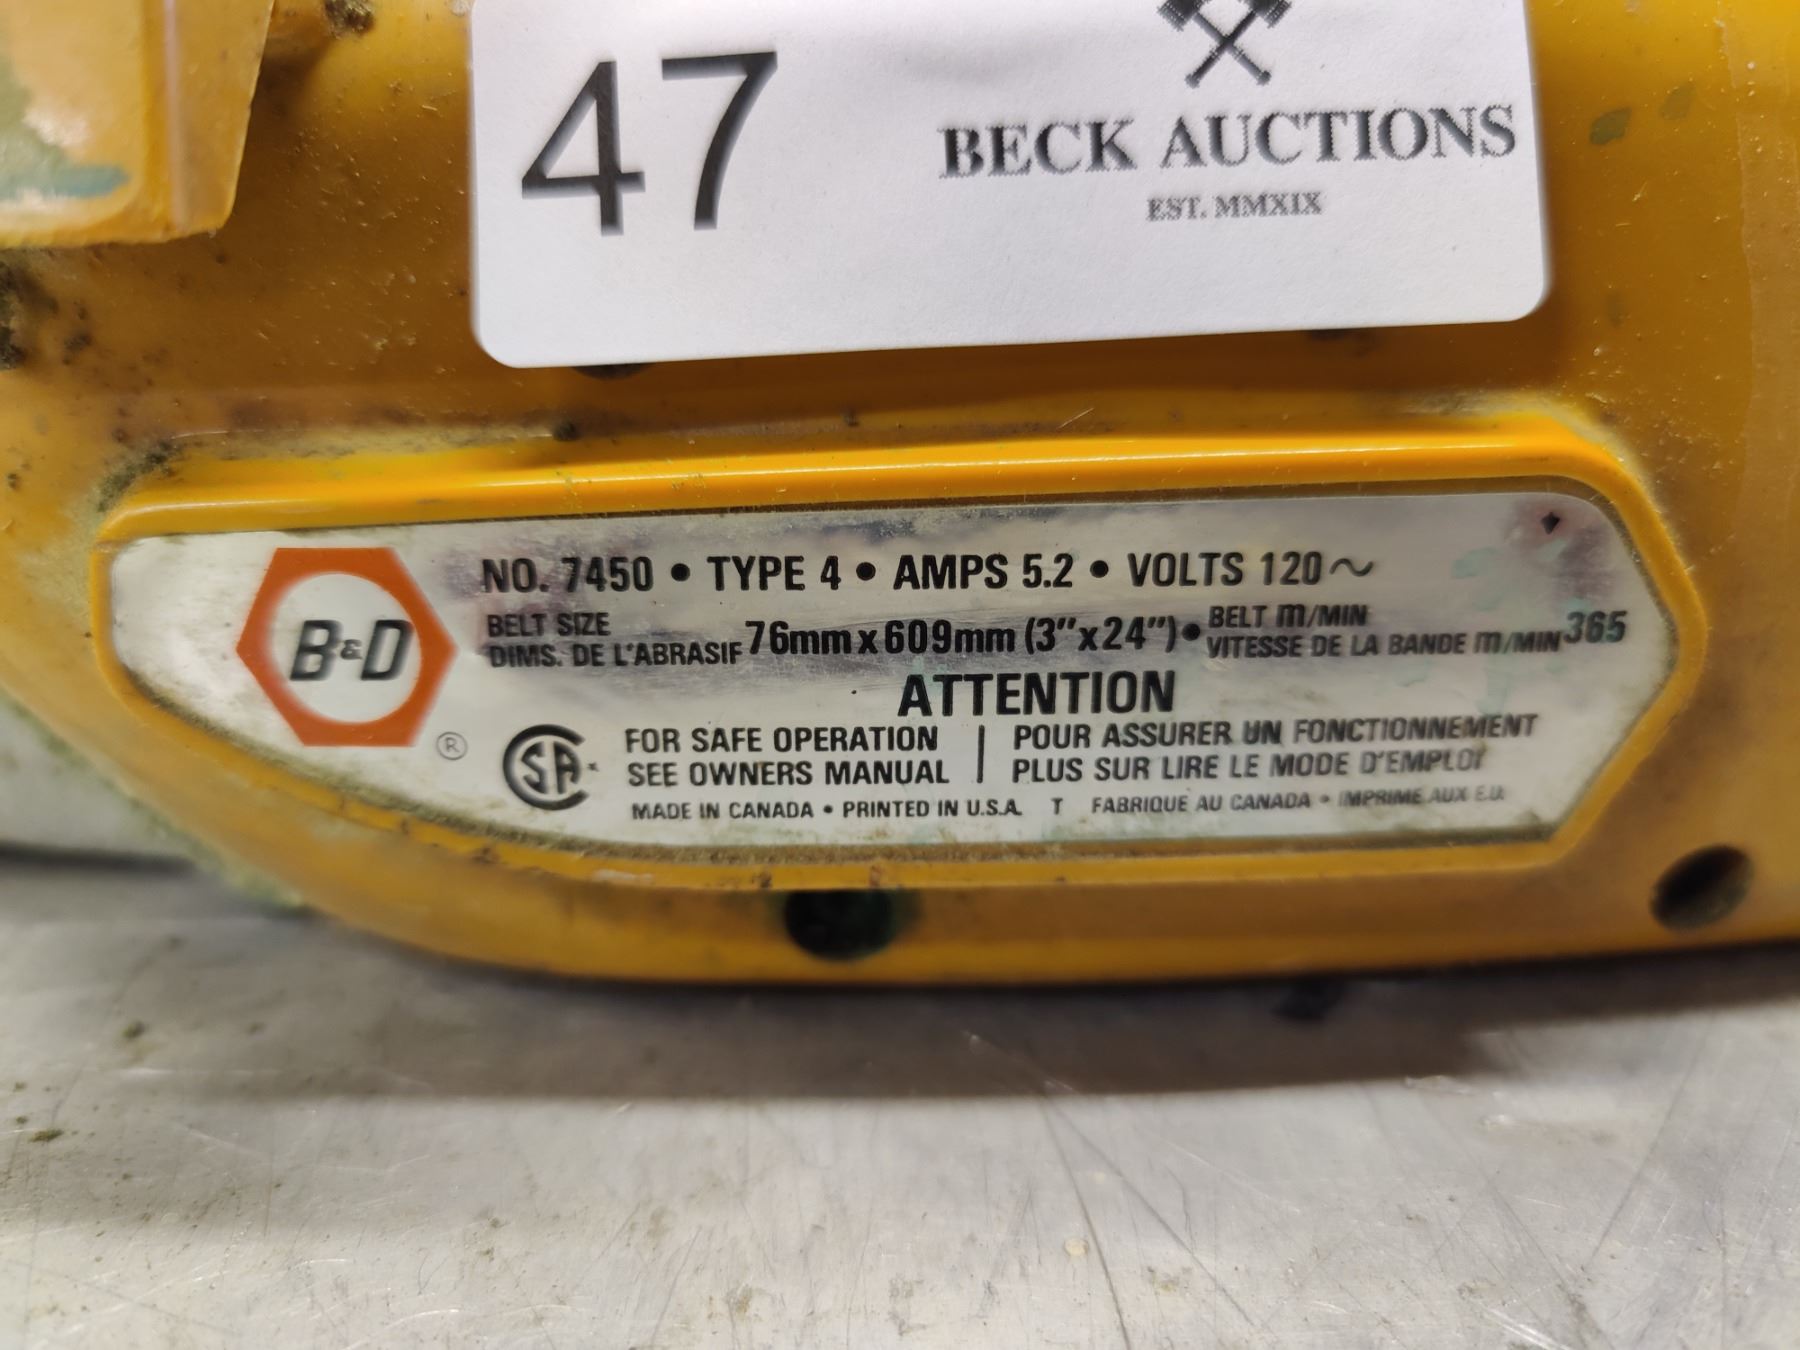 47
BECK AUCTIONS
EST. MMXIX
B&D
®
NO. 7450 • TYPE 4 • AMPS 5.2 • VOLTS 120~
BELT SIZE
DIMS. DE L'ABRASIF 76mm x 609mm (3"x24") • BELT m/MIN
VITESSE DE LA BANDE m/MIN 365
ATTENTION
FOR SAFE OPERATION
SEE OWNERS MANUAL
POUR ASSURER UN FONCTIONNEMENT
PLUS SUR LIRE LE MODE D'EMPLOI
SA
MADE IN CANADA • PRINTED IN U.S.A. T FABRIQUE AU CANADA • IMPRIME AUX E.U.